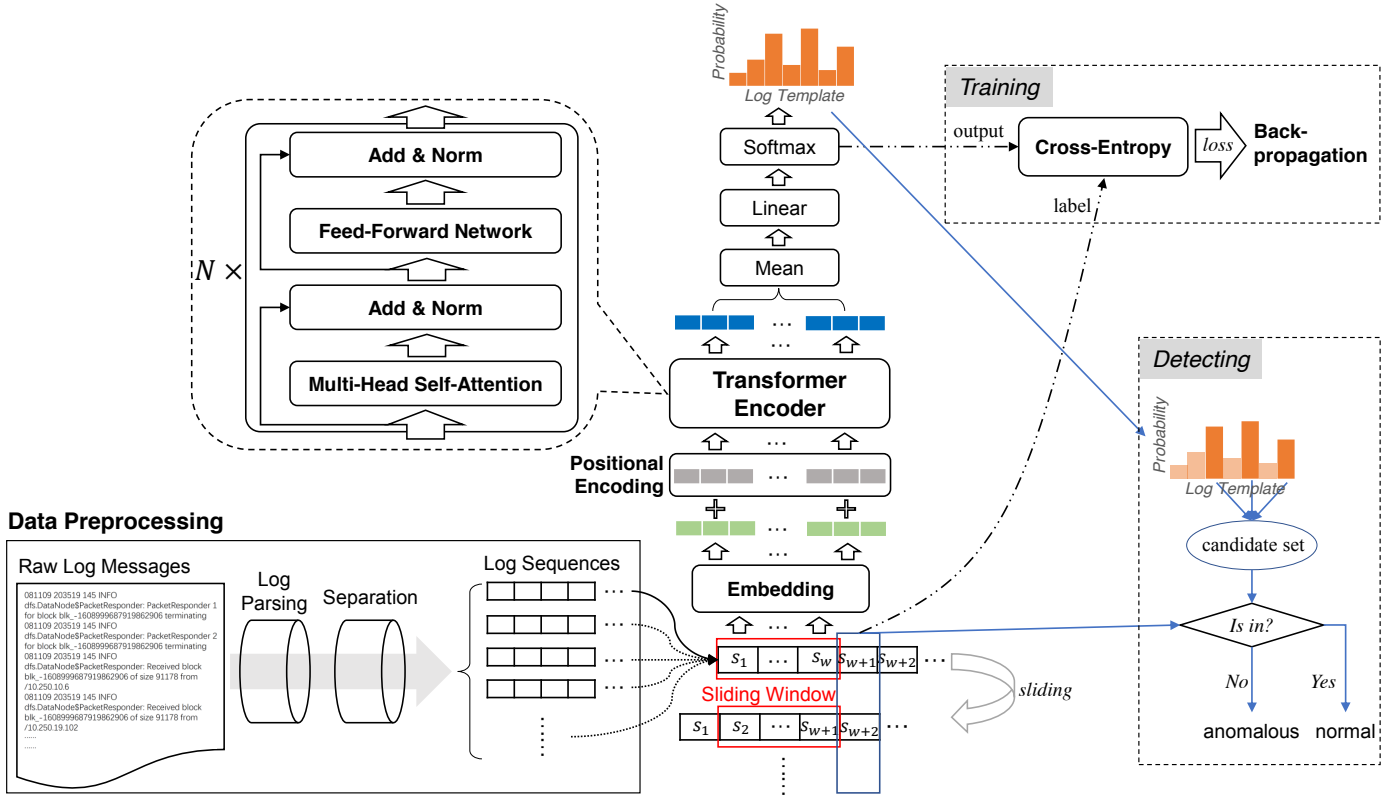 Probability
Log Template
Training
Softmax
output
Cross-Entropy
loss
Back-
propagation
label
Linear
Mean
N ×
Add & Norm
Feed-Forward Network
Add & Norm
Multi-Head Self-Attention
...
...
Transformer
Encoder
...
Positional
Encoding
...
...
...
Embedding
...
Detecting
Probability
Log Template
candidate set
Is in?
No
Yes
anomalous
normal
Data Preprocessing
Raw Log Messages
081109 203519 145 INFO
dfs.DataNode$PacketResponder: PacketResponder 1
for block blk_-1608999687919862906 terminating
081109 203519 145 INFO
dfs.DataNode$PacketResponder: PacketResponder 2
for block blk_-1608999687919862906 terminating
081109 203519 145 INFO
dfs.DataNode$PacketResponder: Received block
blk_-1608999687919862906 of size 91178 from
/10.250.10.6
081109 203519 145 INFO
dfs.DataNode$PacketResponder: Received block
blk_-1608999687919862906 of size 91178 from
/10.250.19.102
......
......
Log
Parsing
Separation
Log Sequences
...
...
...
...
s1 ... sw sw+1 sw+2 ...
Sliding Window
sliding
s1 s2 ... sw+1 sw+2 ...